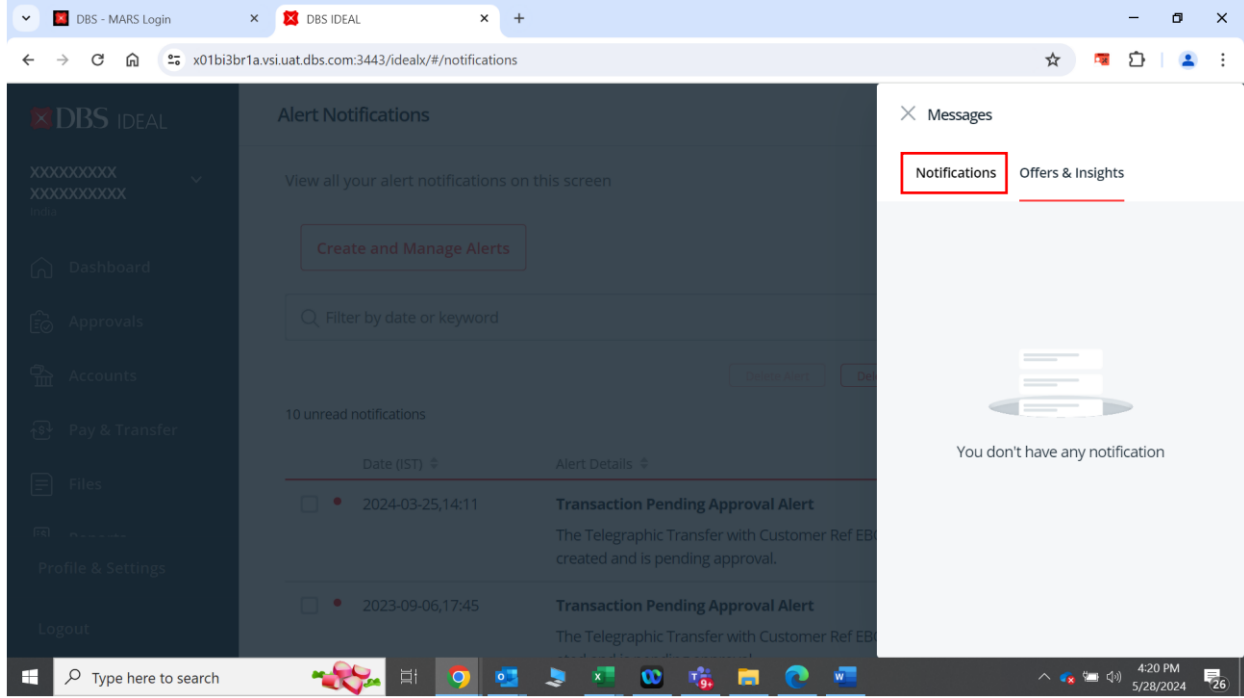 DBS - MARS Login
DBS IDEAL
x01bi3br1a.vsi.uat.dbs.com:3443/idealx/#/notifications
DBS IDEAL
XXXXXXXXX
XXXXXXXXXX
India
Dashboard
Approvals
Accounts
Pay & Transfer
Files
Profile & Settings
Logout
Alert Notifications
View all your alert notifications on this screen
Create and Manage Alerts
Filter by date or keyword
Delete Alert
10 unread notifications
Date (IST) Alert Details
2024-03-25,14:11 Transaction Pending Approval Alert
The Telegraphic Transfer with Customer Ref
created and is pending approval.
2023-09-06,17:45 Transaction Pending Approval Alert
The Telegraphic Transfer with Customer Ref
Messages
Notifications Offers & Insights
You don't have any notification
Type here to search
9+
4:20 PM
5/28/2024
26